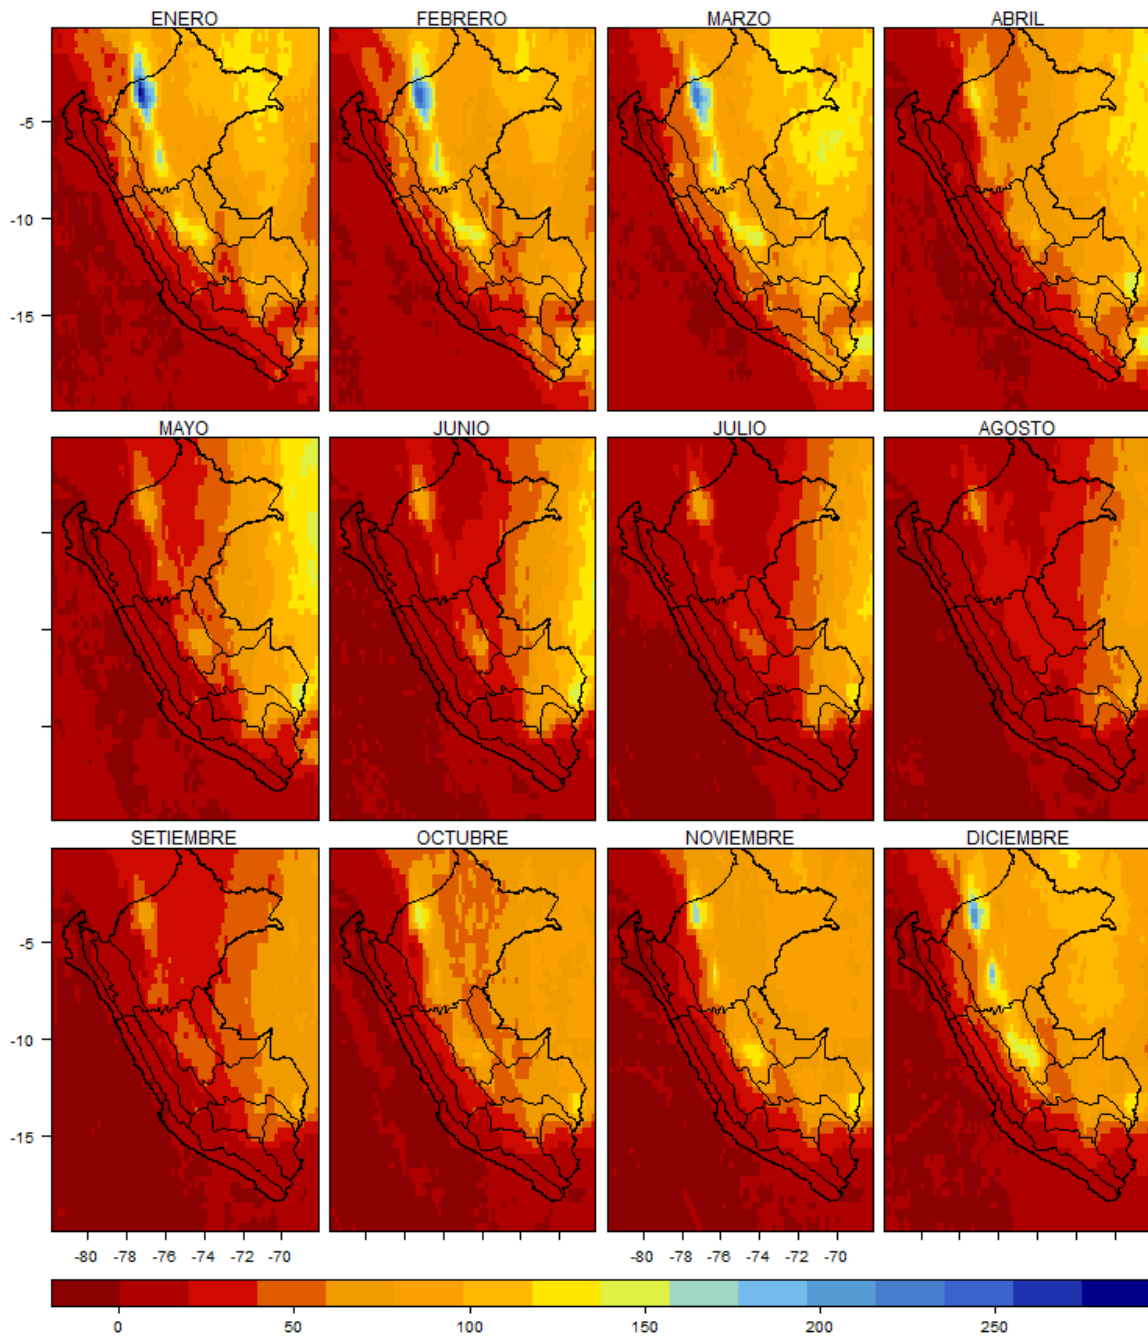 ENERO FEBRERO MARZO ABRIL
-5
-10
-15
MAYO JUNIO JULIO AGOSTO
SETIEMBRE OCTUBRE NOVIEMBRE DICIEMBRE
-5
-10
-15
-80 -78 -76 -74 -72 -70 -80 -78 -76 -74 -72 -70
0 50 100 150 200 250